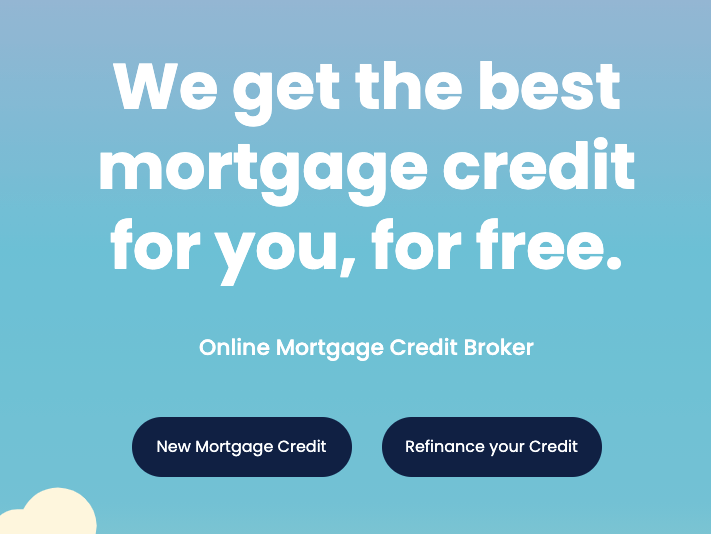 We get the best
mortgage credit
for you, for free.
Online Mortgage Credit Broker
New Mortgage Credit
Refinance your Credit